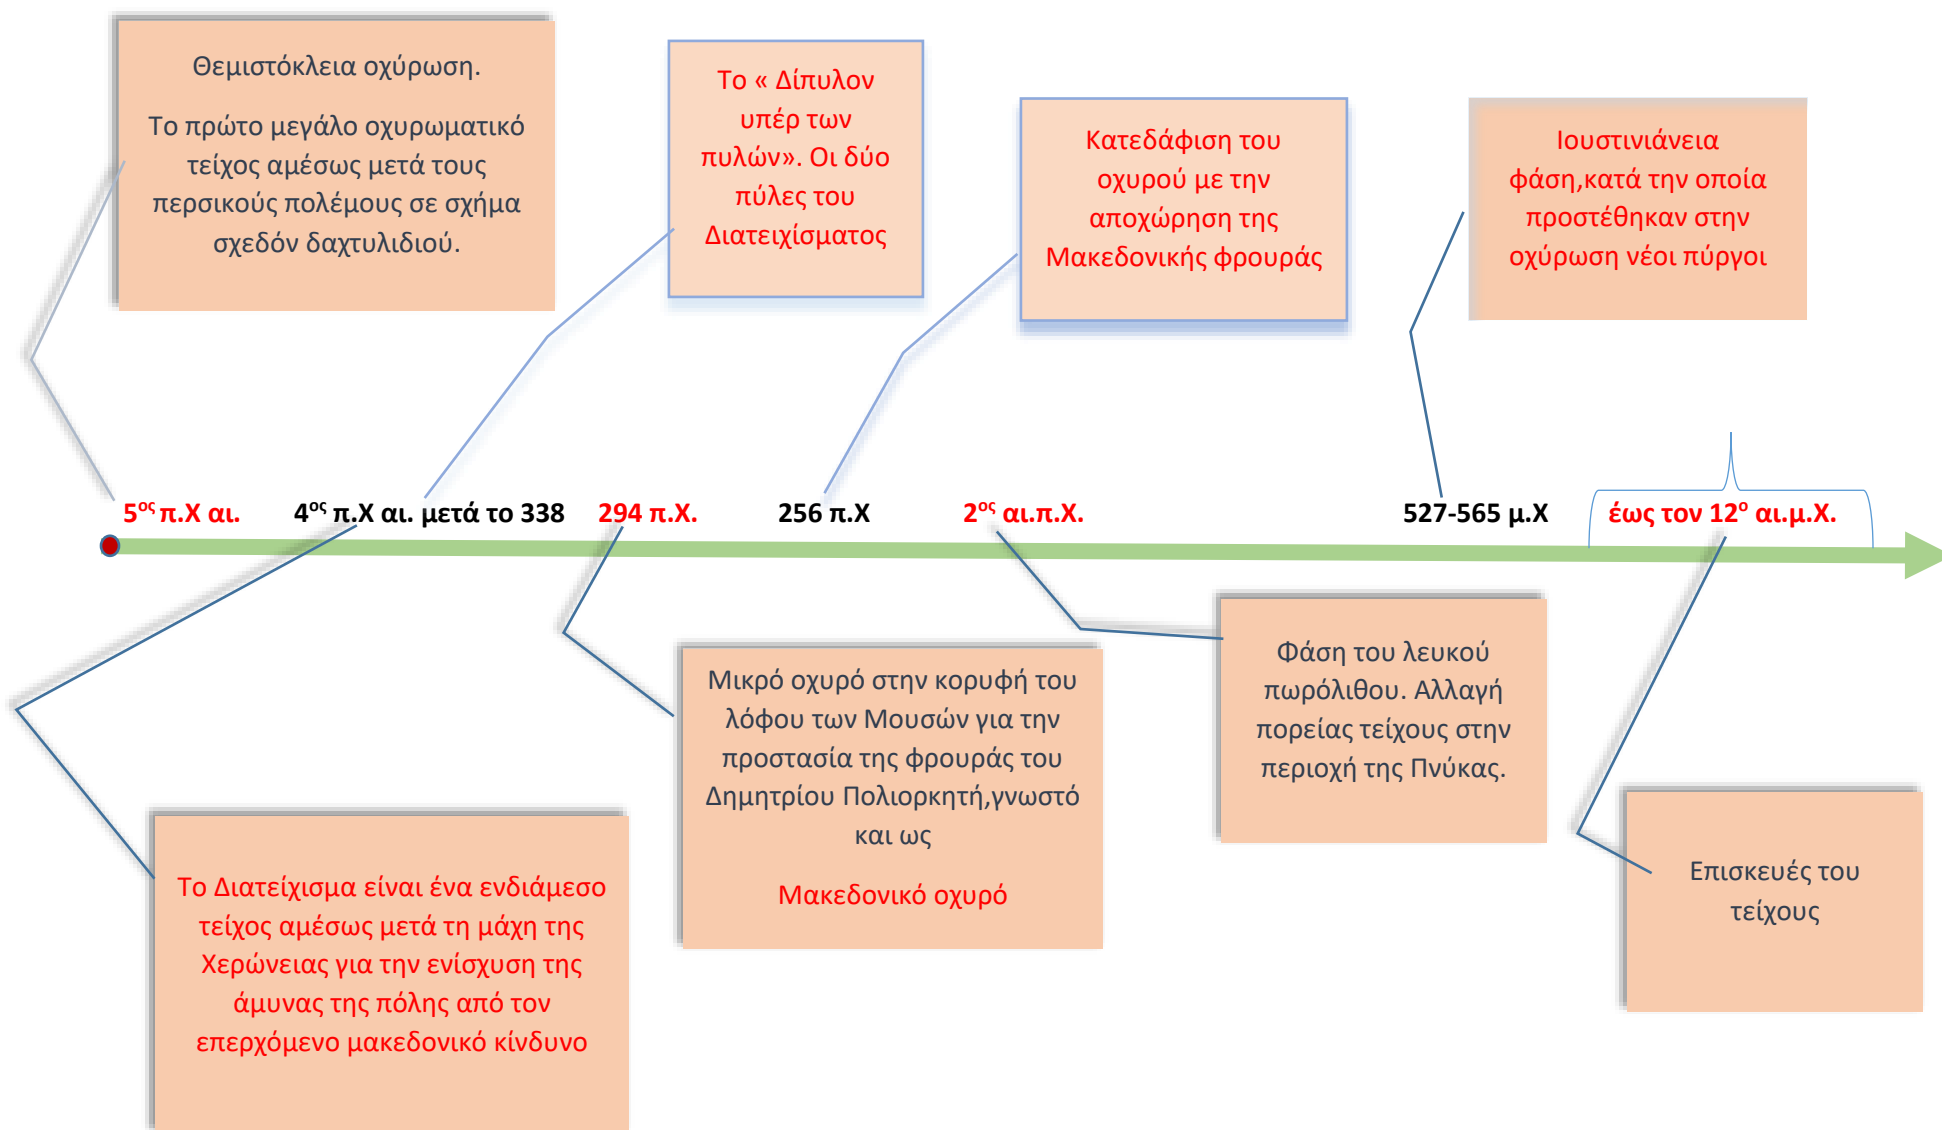 Θεμιστόκλεια οχύρωση.
Το πρώτο μεγάλο οχυρωματικό
τείχος αμέσως μετά τους
περσικούς πολέμους σε σχήμα
σχεδόν δαχτυλιδιού.
Το « Δίπυλον
υπέρ των
πυλών». Οι δύο
πύλες του
Διατειχίσματος
Κατεδάφιση του
οχυρού με την
αποχώρηση της
Μακεδονικής φρουράς
Ιουστινιάνεια
φάση,κατά την οποία
προστέθηκαν στην
οχύρωση νέοι πύργοι
5ος π.Χ αι.
4ος π.Χ αι. μετά το 338
294 π.Χ.
256 π.Χ
2ος αι.π.Χ.
527-565 μ.Χ
έως τον 12ο αι.μ.Χ.
Το Διατείχισμα είναι ένα ενδιάμεσο
τείχος αμέσως μετά τη μάχη της
Χερώνειας για την ενίσχυση της
άμυνας της πόλης από τον
επερχόμενο μακεδονικό κίνδυνο
Μικρό οχυρό στην κορυφή του
λόφου των Μουσών για την
προστασία της φρουράς του
Δημητρίου Πολιορκητή,γνωστό
και ως
Μακεδονικό οχυρό
Φάση του λευκού
πωρόλιθου. Αλλαγή
πορείας τείχους στην
περιοχή της Πνύκας.
Επισκευές του
τείχους